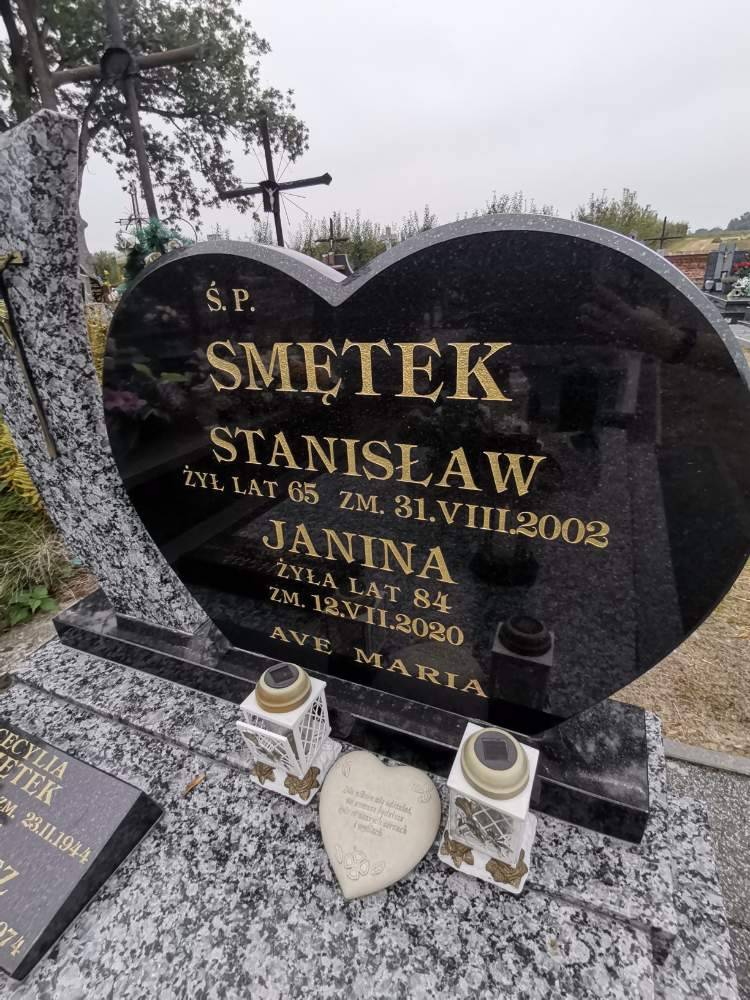 Ś. P.
SMĘTEK
STANISŁAW
ŻYŁ LAT 65 ZM. 31.VIII.2002
JANINA
ŻYŁA LAT 84
ZM. 12.VII.2020
AVE MARIA
CECYLIA
ZM. 23.11.1944